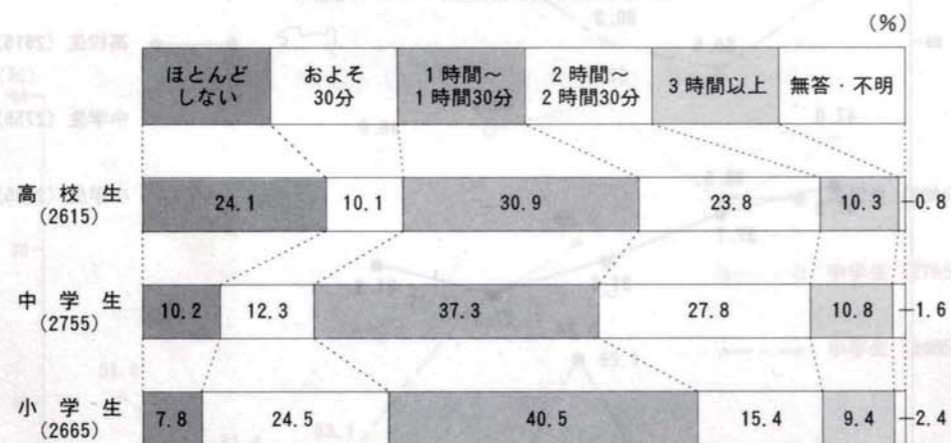 (%)
ほとんど
しない
およそ
30分
1時間～
1時間30分
2時間～
2時間30分
3時間以上
無答・不明
高校生
(2615)
24.1
10.1
30.9
23.8
10.3
0.8
中学生
(2755)
10.2
12.3
37.3
27.8
10.8
1.6
小学生
(2665)
7.8
24.5
40.5
15.4
9.4
2.4